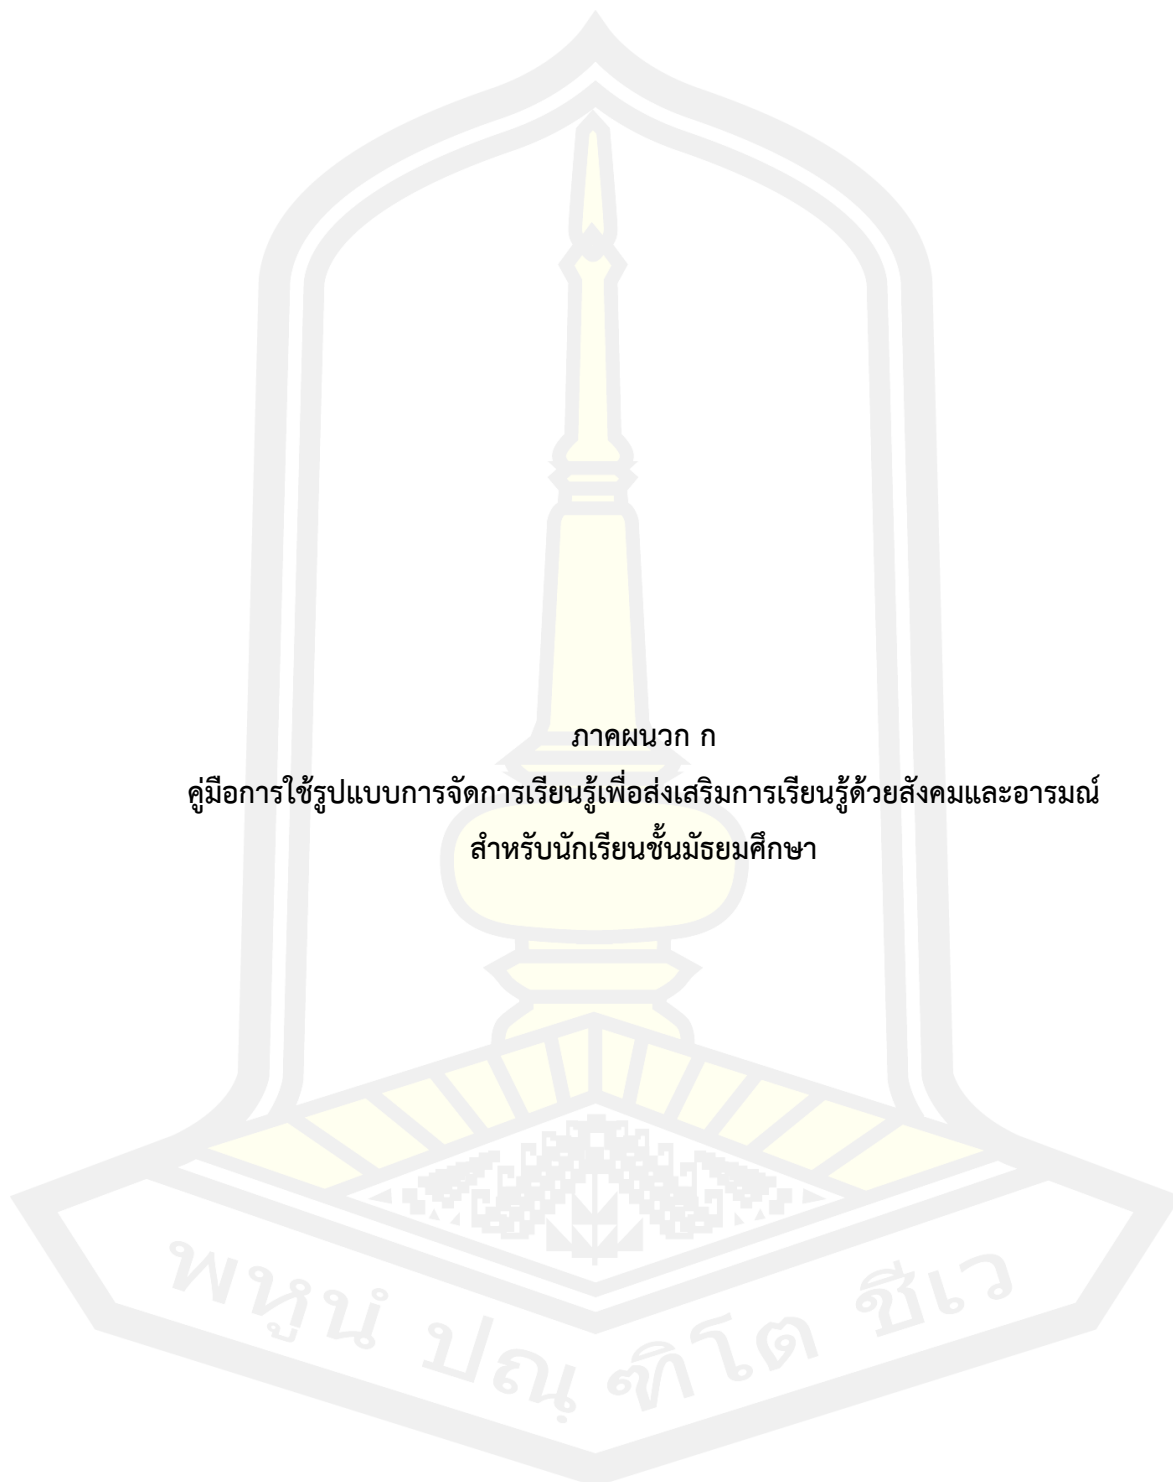 ภาคผนวก ก
คู่มือการใช้รูปแบบการจัดการเรียนรู้เพื่อส่งเสริมการเรียนรู้ด้วยสังคมและอารมณ์
สำหรับนักเรียนชั้นมัธยมศึกษา
พหูนํ ปณฺฑิโต ชีเว